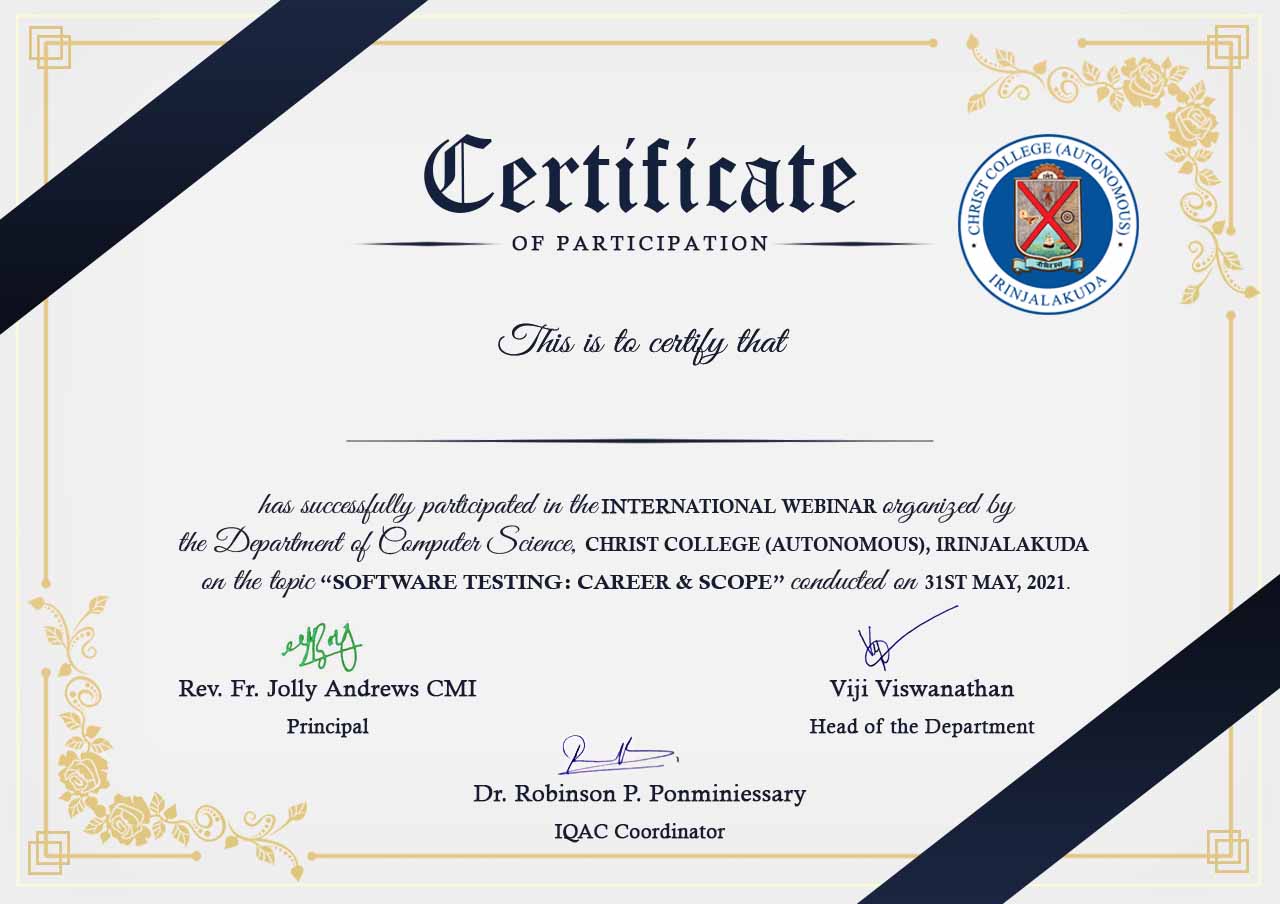 Certificate
OF PARTICIPATION
CHRIST COLLEGE (AUTONOMOUS)
IRINJALAKUDA
This is to certify that
has successfully participated in the INTERNATIONAL WEBINAR organized by
the Department of Computer Science, CHRIST COLLEGE (AUTONOMOUS), IRINJALAKUDA
on the topic “SOFTWARE TESTING: CAREER & SCOPE” conducted on 31ST MAY, 2021.
Rev. Fr. Jolly Andrews CMI
Principal
Viji Viswanathan
Head of the Department
Dr. Robinson P. Ponminiessary
IQAC Coordinator